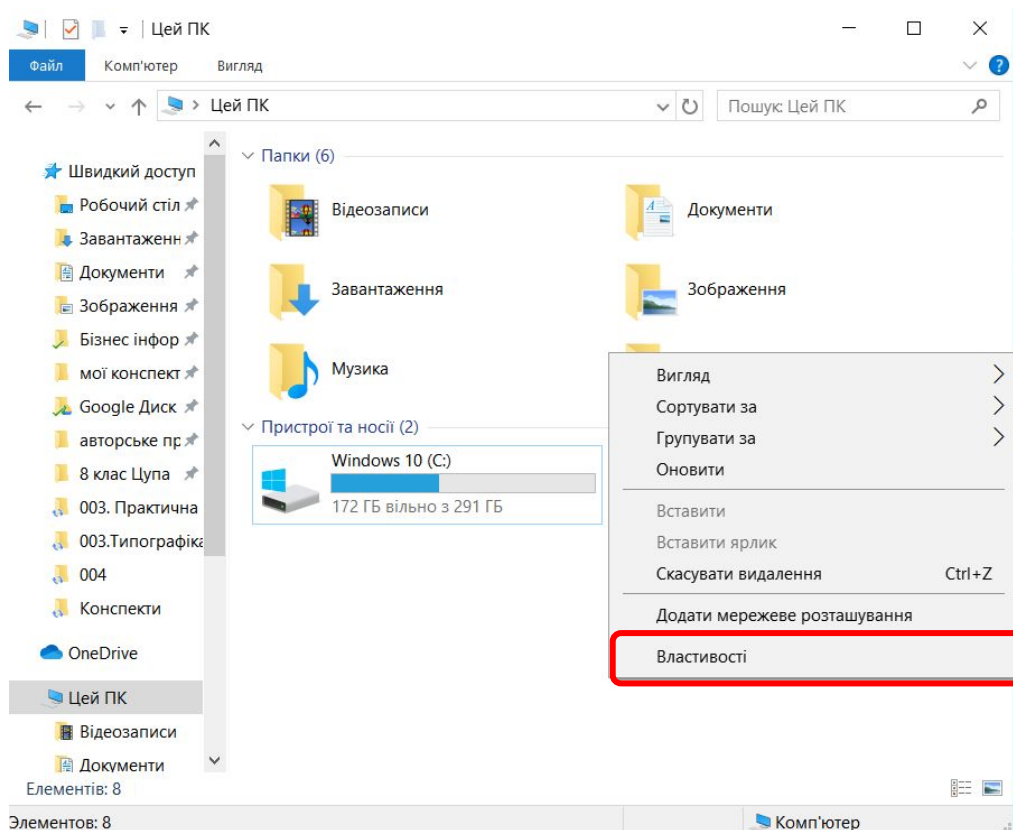 Цей ПК
Файл Комп'ютер Вигляд
Цей ПК Пошук: Цей ПК
Швидкий доступ
Робочий стіл
Завантаженн
Документи
Зображення
Бізнес інфор
мої конспект
Google Диск
авторське пр
8 клас Цупа
003. Практична
003.Типографіка
004
Конспекти
OneDrive
Цей ПК
Відеозаписи
Документи
Папки (6)
Відеозаписи
Документи
Завантаження
Зображення
Музика
Пристрої та носії (2)
Windows 10 (C:)
172 ГБ вільно з 291 ГБ
Вигляд
Сортувати за
Групувати за
Оновити
Вставити
Вставити ярлик
Скасувати видалення Ctrl+Z
Додати мережеве розташування
Властивості
Елементів: 8
Элементов: 8 Комп'ютер